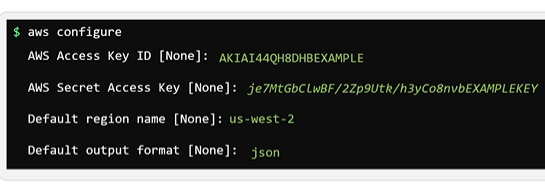 $ aws configure
AWS Access Key ID [None]: AKIAI44QH8DHBEXAMPLE
AWS Secret Access Key [None]: je7MtGbClwBF/2Zp9Utk/h3yCo8nvbEXAMPLEKEY
Default region name [None]: us-west-2
Default output format [None]: json